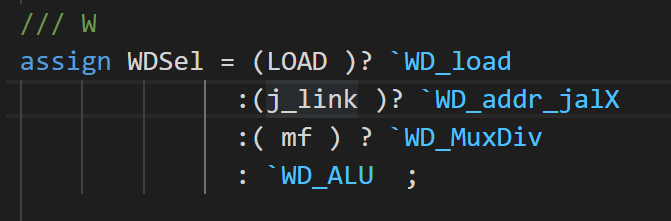 /// W
assign WDSel = (LOAD )? `WD_load
:(j_link )? `WD_addr_jalX
:( mf ) ? `WD_MuxDiv
: `WD_ALU  ;